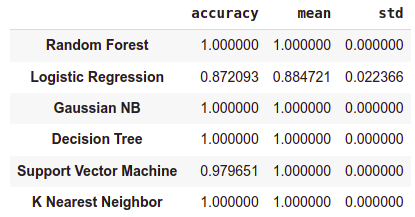 accuracy mean std
Random Forest 1.000000 1.000000 0.000000
Logistic Regression 0.872093 0.884721 0.022366
Gaussian NB 1.000000 1.000000 0.000000
Decision Tree 1.000000 1.000000 0.000000
Support Vector Machine 0.979651 1.000000 0.000000
K Nearest Neighbor 1.000000 1.000000 0.000000